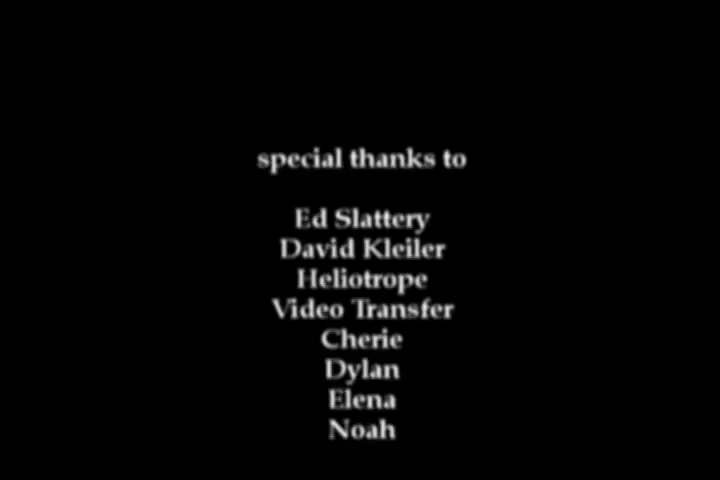 special thanks to
Ed Slattery
David Kleiler
Heliotrope
Video Transfer
Cherie
Dylan
Elena
Noah